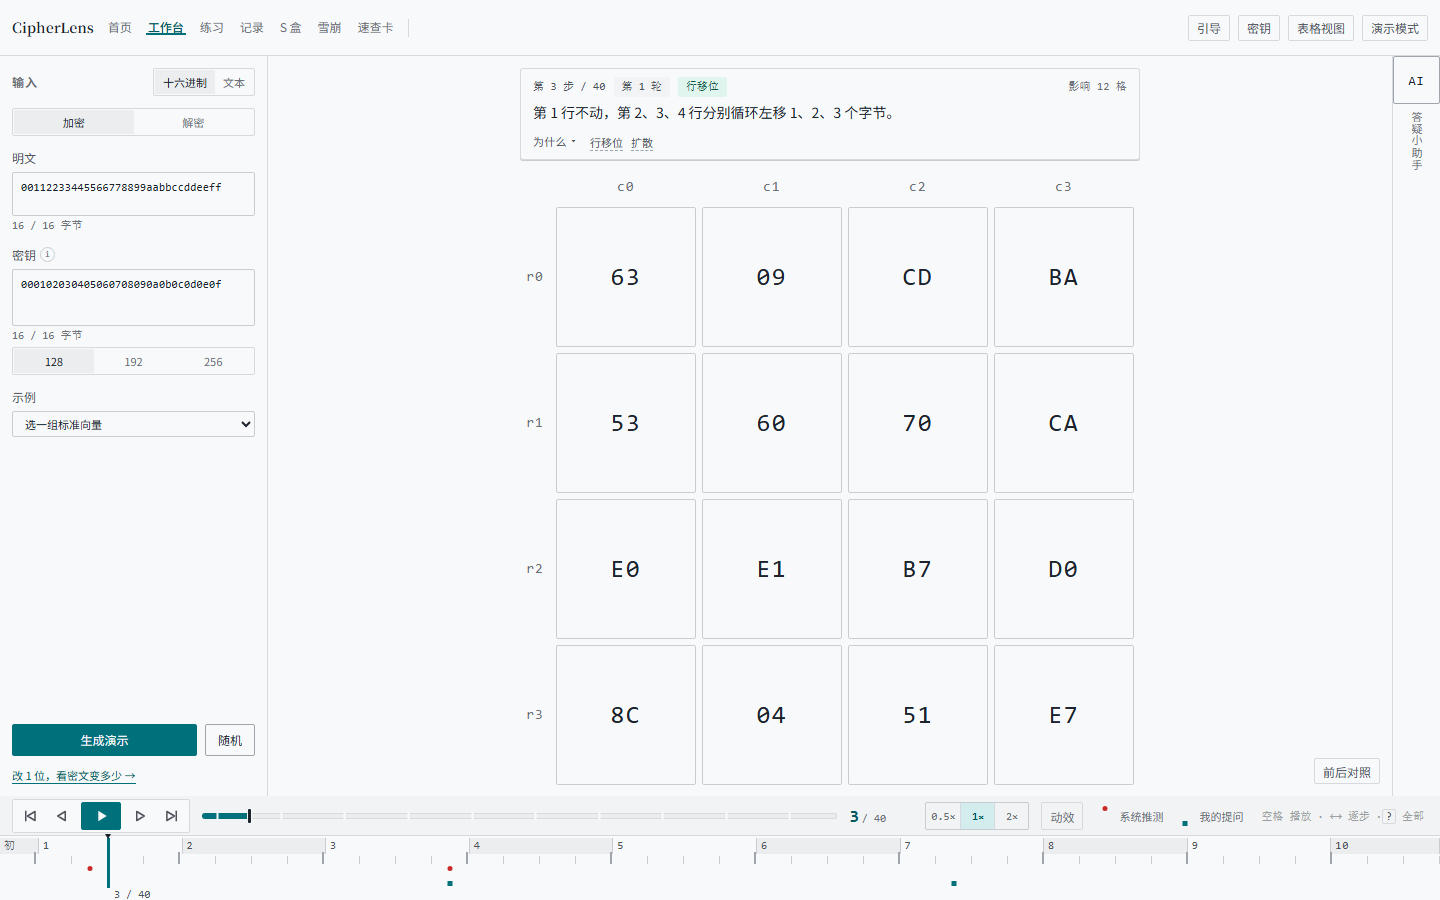 CipherLens 首页 工作台 练习 记录 S 盒 雪崩 速查卡 引导 密钥 表格视图 演示模式
输入 十六进制 文本
加密 解密
明文
00112233445566778899aabbccddeeff
16 / 16 字节
密钥 i
000102030405060708090a0b0c0d0e0f
16 / 16 字节
128 192 256
示例
选一组标准向量
生成演示 随机
改 1 位，看密文变多少 →
第 3 步 / 40 第 1 轮 行移位 影响 12 格
第 1 行不动，第 2、3、4 行分别循环左移 1、2、3 个字节。
为什么 行移位 扩散
c0 c1 c2 c3
r0 63 09 CD BA
r1 53 60 70 CA
r2 E0 E1 B7 D0
r3 8C 04 51 E7
前后对照
AI
答疑小助手
3 / 40 0.5× 1× 2× 动效 系统推测 我的提问 空格 播放 · ↔ 逐步 · ? 全部
初 1 2 3 4 5 6 7 8 9 10
3 / 40